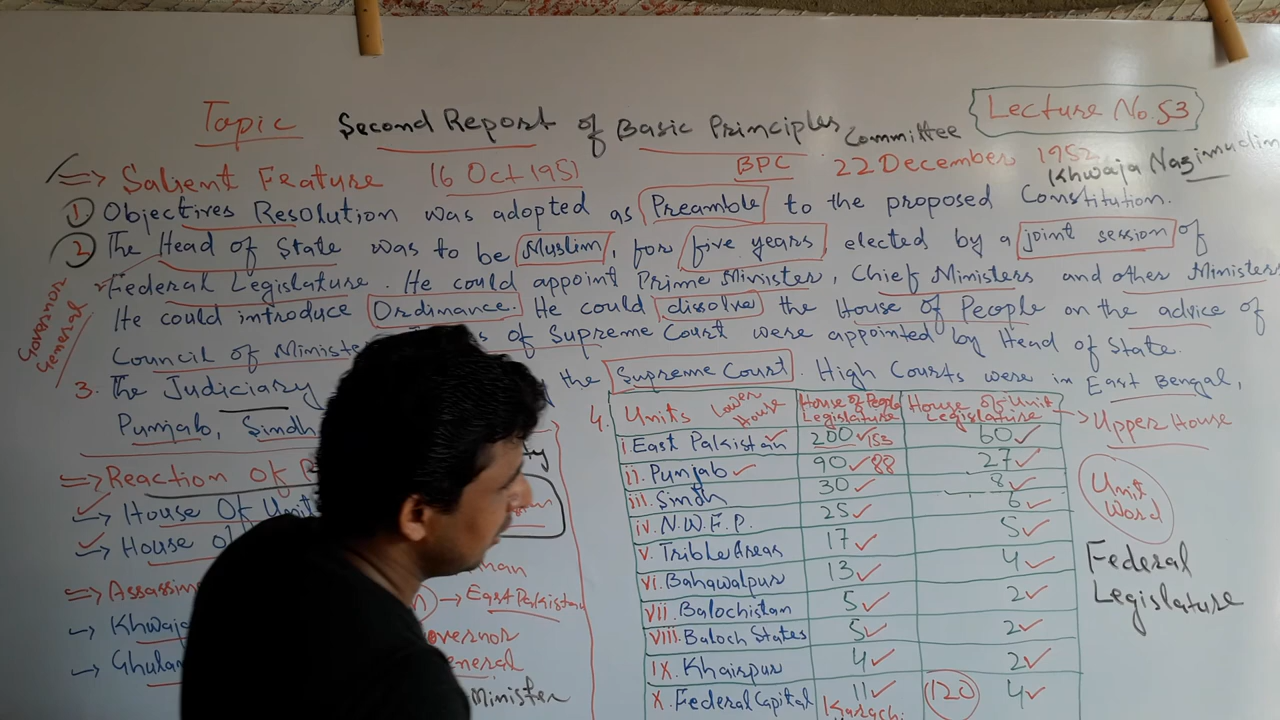 Topic Second Report of Basic Principles Committee Lecture No.53
=> Salient Feature 16 Oct 1951 BPC 22 December 1952
Khwaja Nazimudin
1 Objectives Resolution was adopted as Preamble to the proposed Constitution.
2 The Head of State was to be Muslim, for five years, elected by a joint session of
Federal Legislature. He could appoint Prime Minister, Chief Ministers and other Ministers
He could introduce Ordinance. He could disolve the House of People on the advice of
Council of of Supreme Court were appointed by Head of State.
Governor
General
3. The Judiciary the Supreme Court. High Courts were in East Bengal,
Punjab, Sindh
=> Reaction Of
-> House Of Unit
-> House of
=> Assassin
-> Khwaja
-> Ghulam
-> East Pakistan
Minister
4. Units Lower House House of People Legislature House of Unit Legislature -> Upper House
i. East Pakistan 200 153 60
ii. Punjab 90 88 27
iii. Sindh 30 8
iv. N.W.F.P. 25 6
v. Trible Areas 17 5
vi. Bahawalpur 13 4
vii. Balochistan 5 2
viii. Baloch States 5 2
ix. Khairpur 4 2
x. Federal Capital 11 120 4
Karachi
Unit
Word
Federal
Legislature